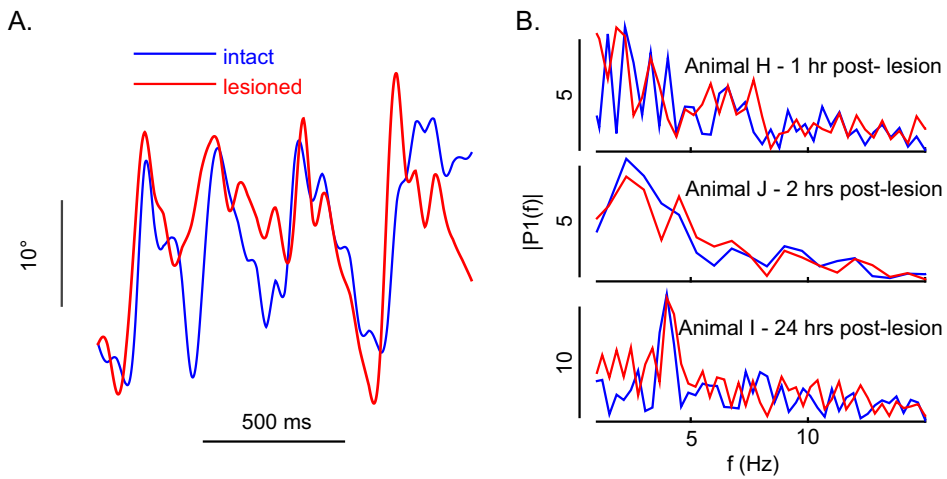 A.
intact
lesioned
10°
500 ms
B.
Animal H - 1 hr post- lesion
5
Animal J - 2 hrs post-lesion
5
|P1(f)|
Animal I - 24 hrs post-lesion
10
5 10
f (Hz)